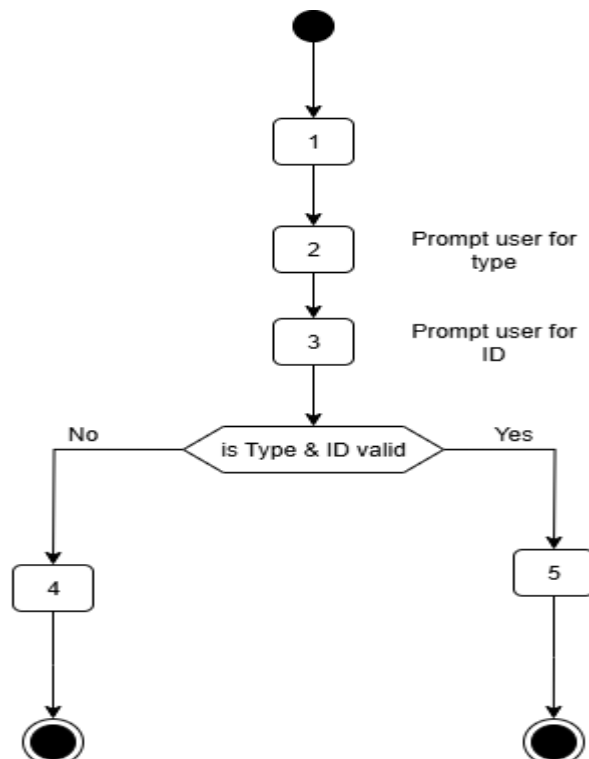 1
2
Prompt user for
type
3
Prompt user for
ID
No
is Type & ID valid
Yes
4
5